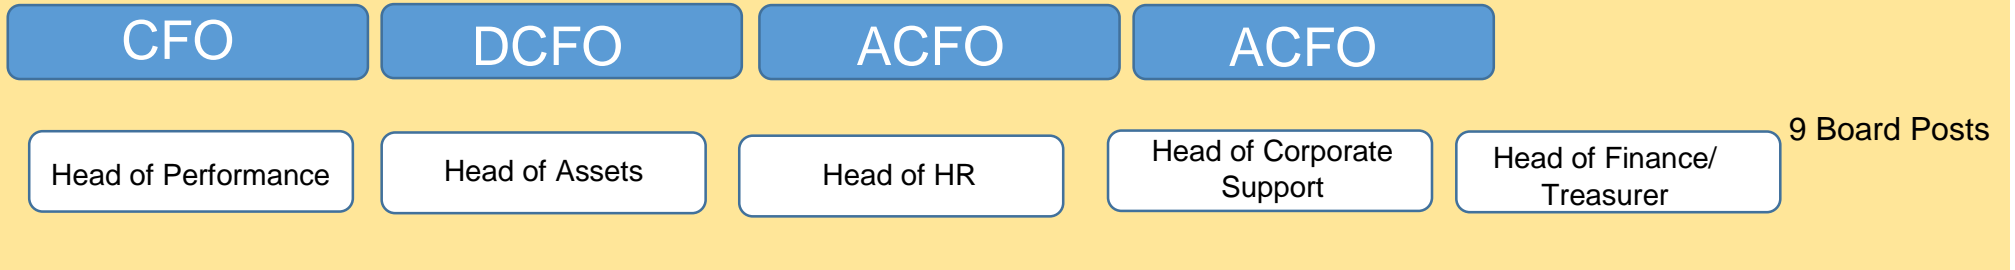 CFO
DCFO
ACFO
ACFO
Head of Performance
Head of Assets
Head of HR
Head of Corporate
Support
Head of Finance/
Treasurer
9 Board Posts